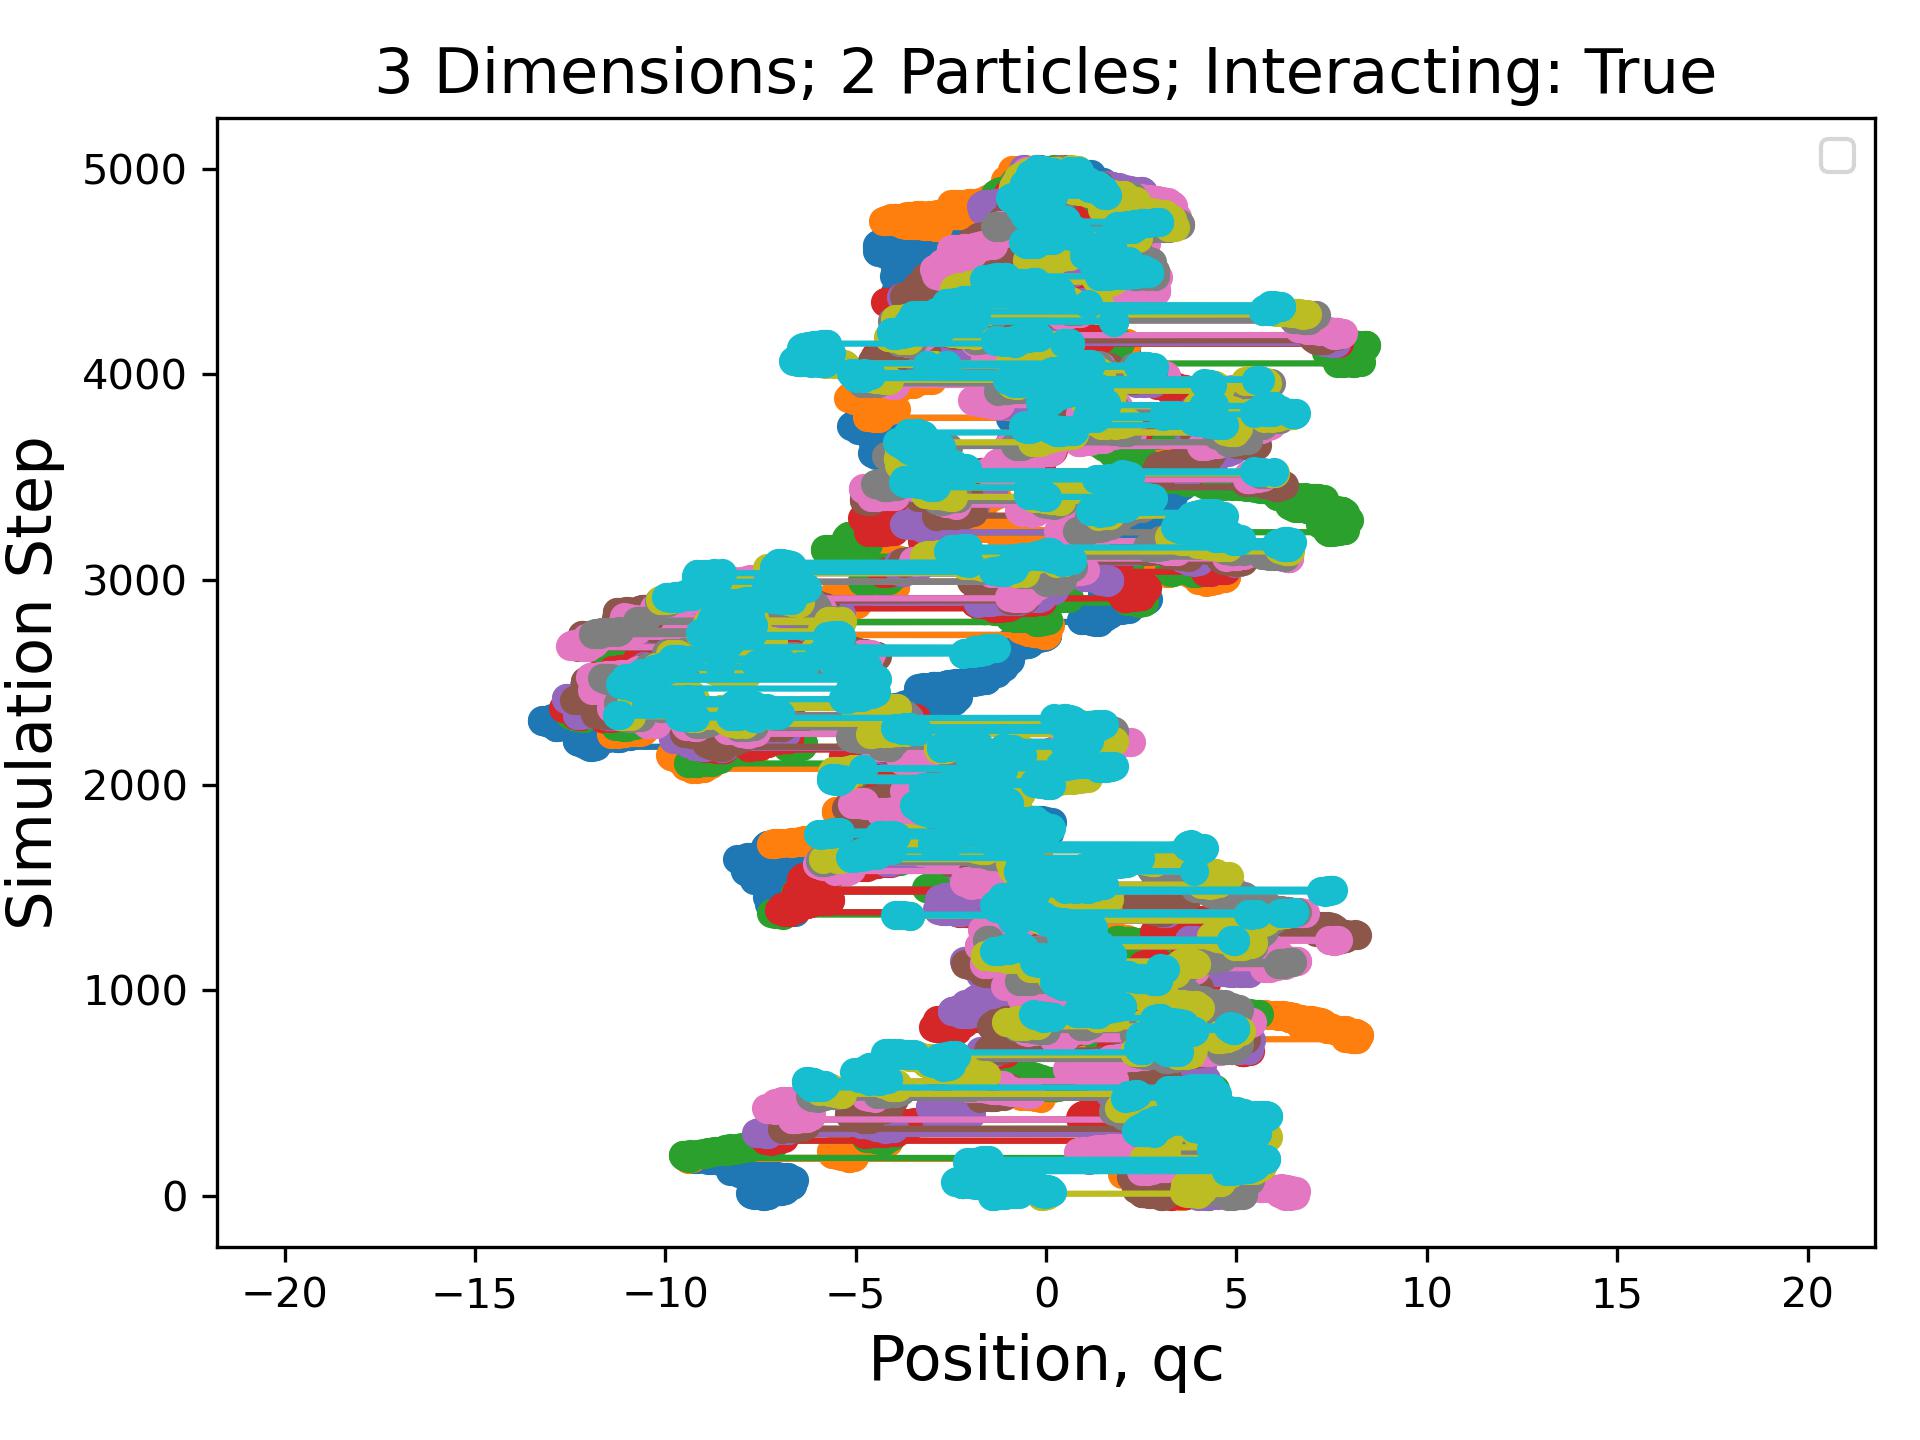 3 Dimensions; 2 Particles; Interacting: True
Simulation Step
5000
4000
3000
2000
1000
0
−20 −15 −10 −5 0 5 10 15 20
Position, qc